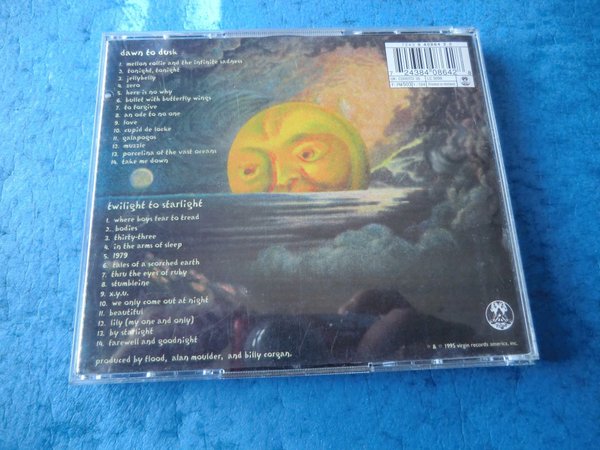 dawn to dusk
1. mellon collie and the infinite sadness
2. tonight, tonight
3. jellybelly
4. zero
5. here is no why
6. bullet with butterfly wings
7. to forgive
8. an ode to no one
9. love
10. cupid de locke
11. galapogos
12. muzzle
13. porcelina of the vast oceans
14. take me down
twilight to starlight
1. where boys fear to tread
2. bodies
3. thirty-three
4. in the arms of sleep
5. 1979
6. tales of a scorched earth
7. thru the eyes of ruby
8. stumbleine
9. x.y.u.
10. we only come out at night
11. beautiful
12. lily (my one and only)
13. by starlight
14. farewell and goodnight
produced by flood, alan moulder, and billy corgan.
7 24384 08642
1995 virgin records america, inc.